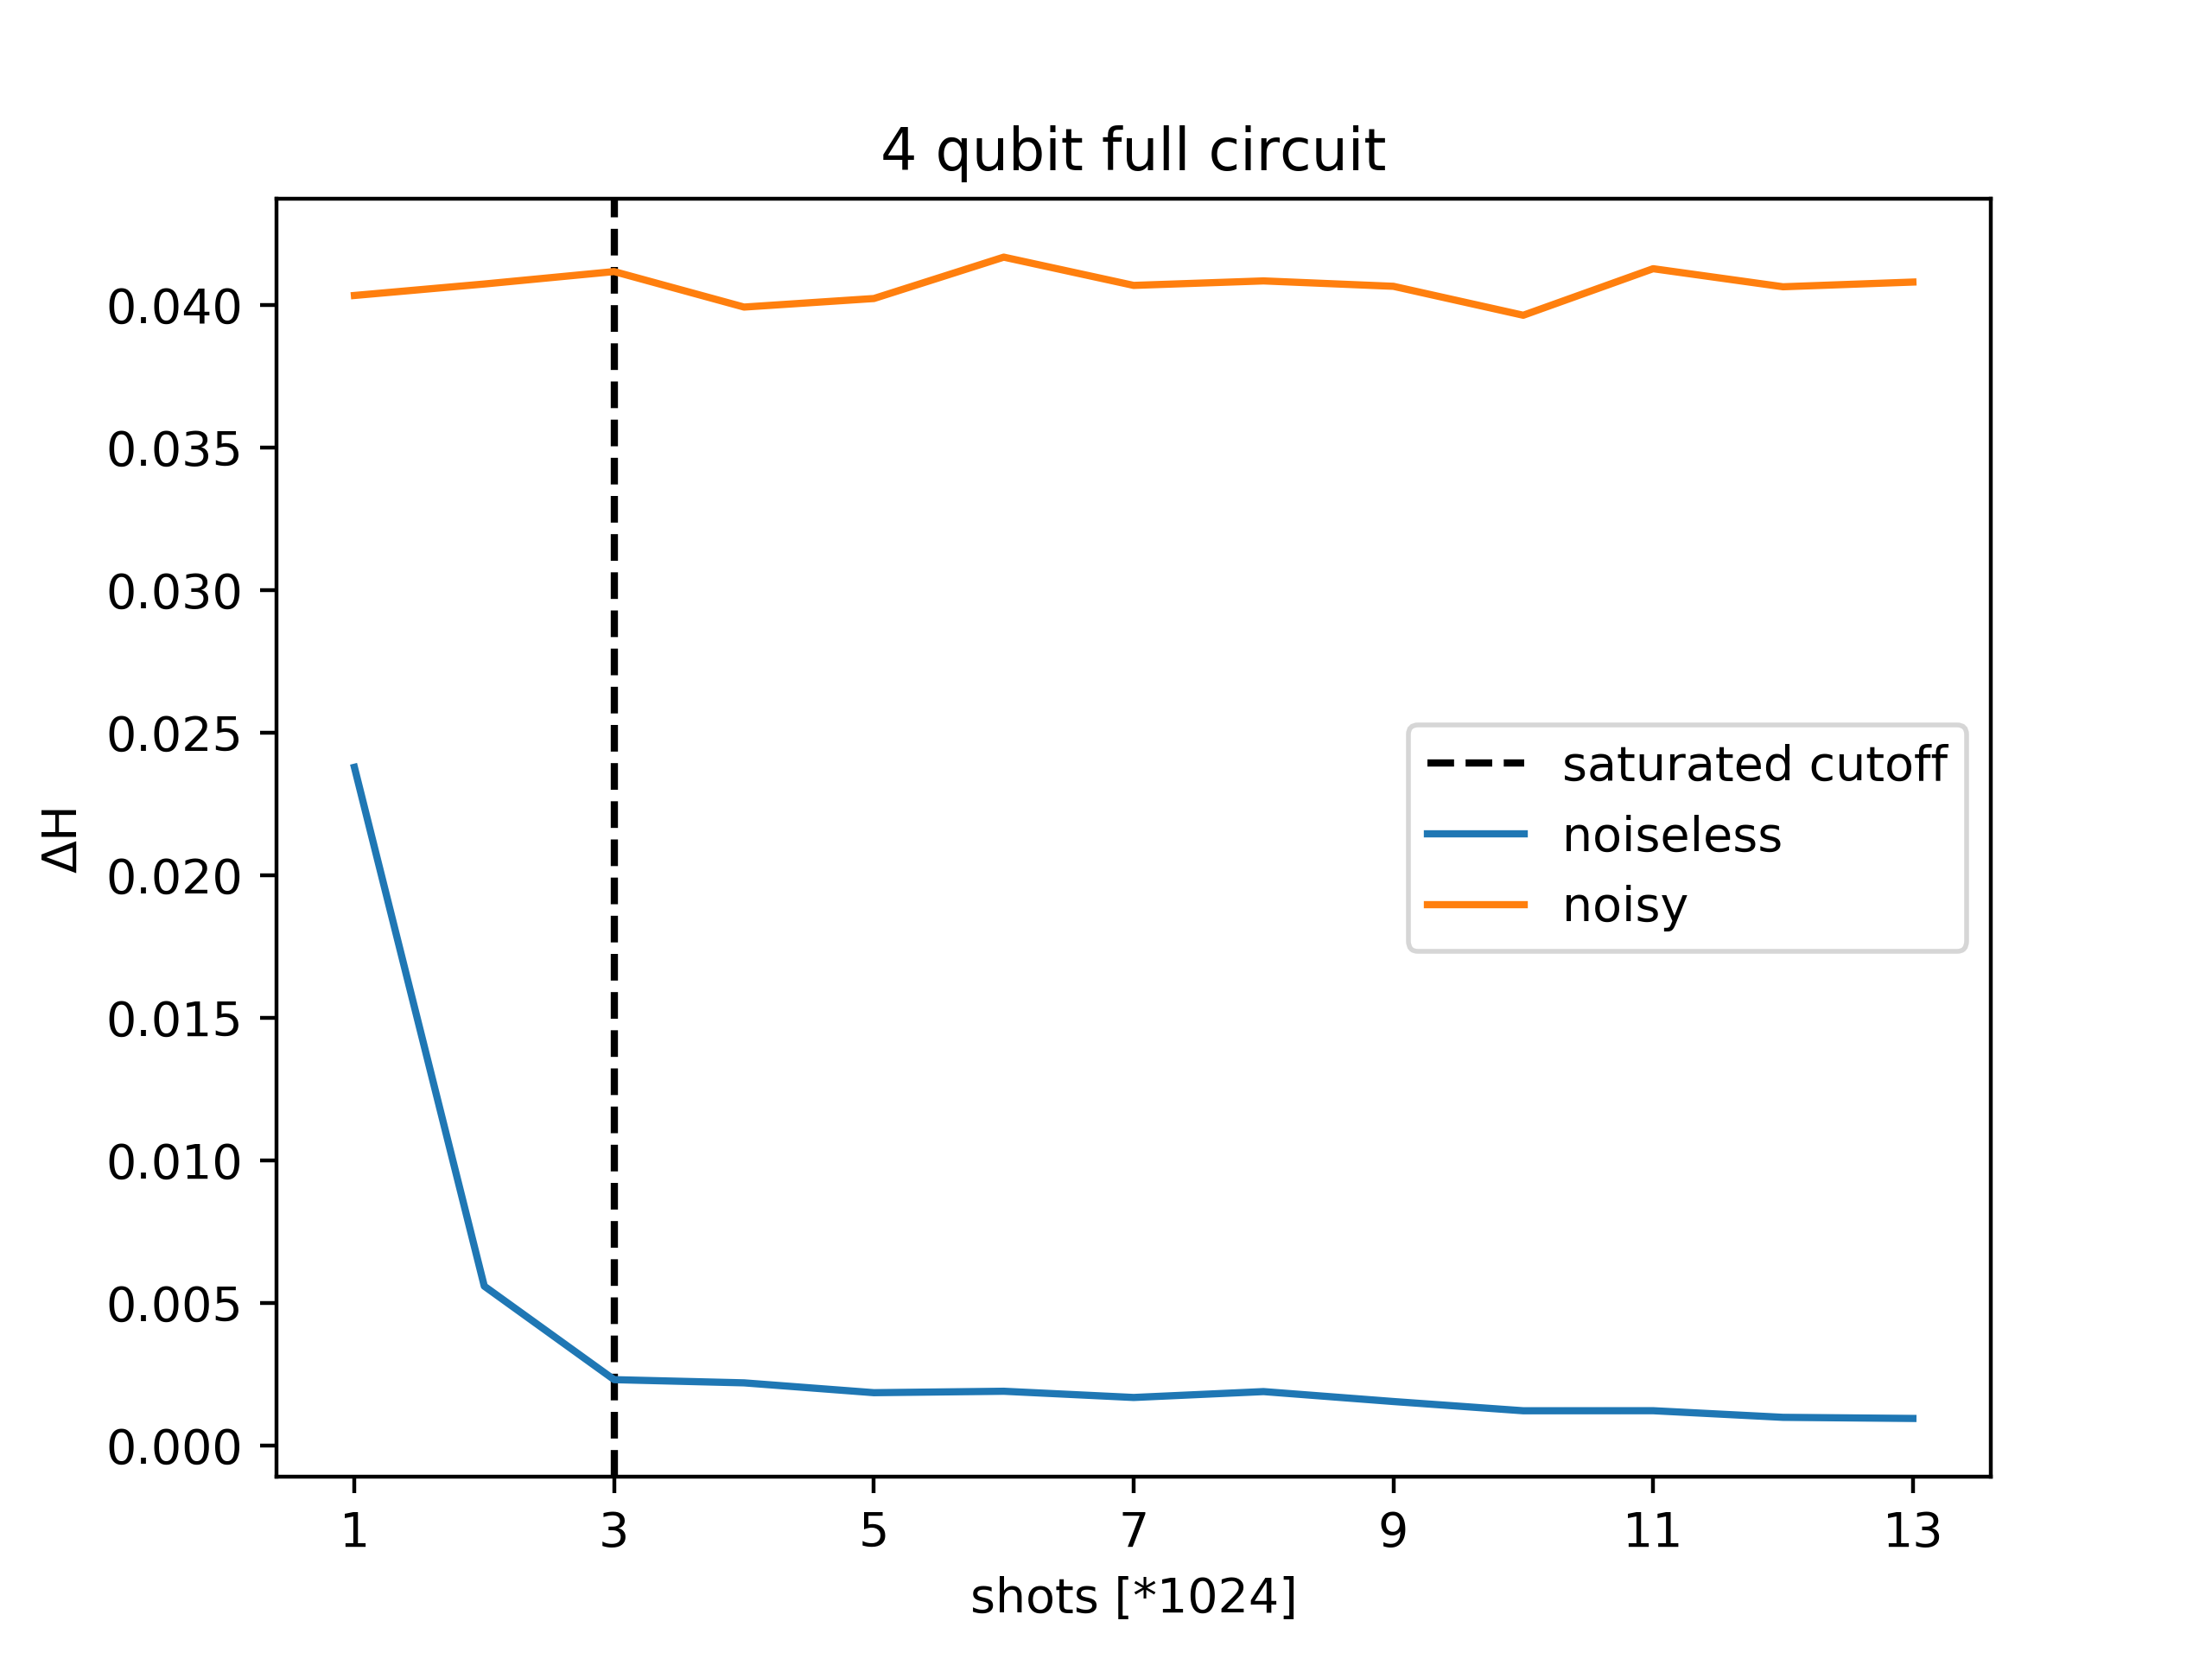 4 qubit full circuit
0.040
0.035
0.030
0.025
0.020
0.015
0.010
0.005
0.000
ΔH
saturated cutoff
noiseless
noisy
1 3 5 7 9 11 13
shots [*1024]